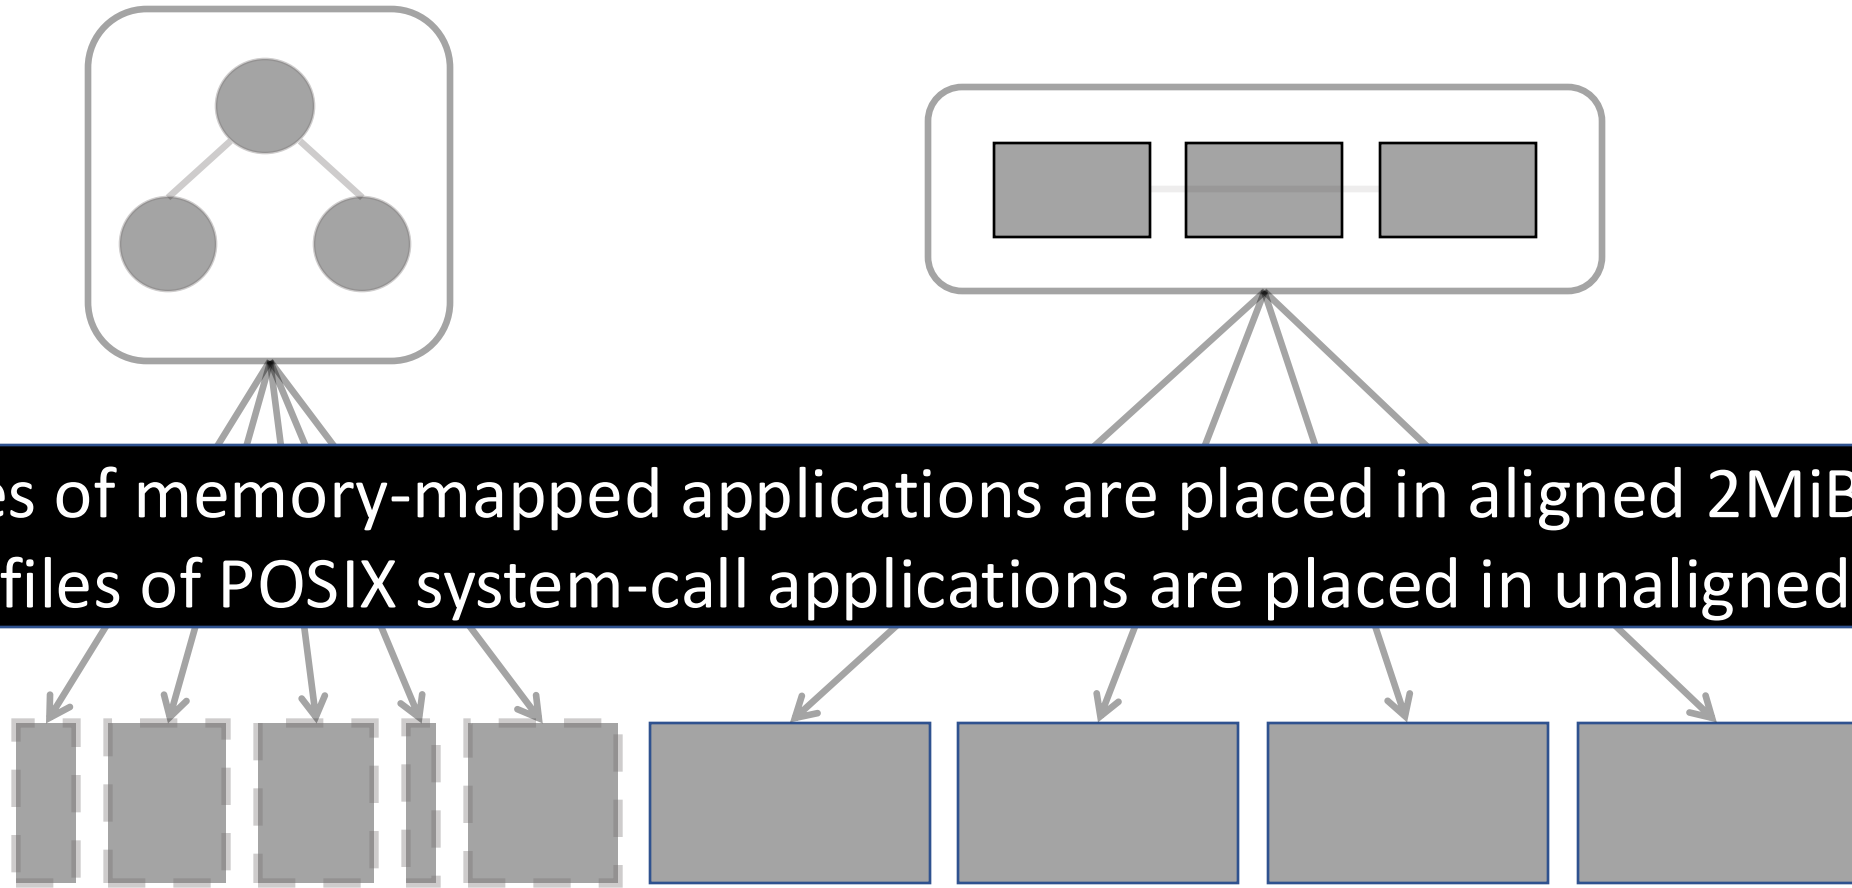 es of memory-mapped applications are placed in aligned 2MiB
files of POSIX system-call applications are placed in unaligned